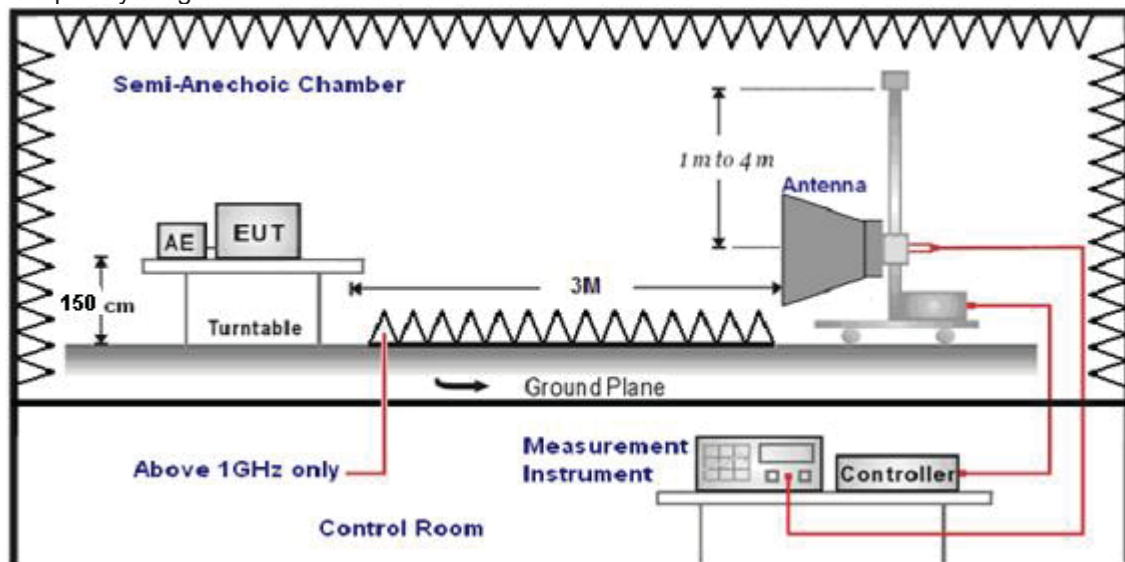 Semi-Anechoic Chamber
1 m to 4 m
Antenna
AE
EUT
150 cm
3M
Turntable
Ground Plane
Above 1GHz only
Measurement
Instrument
Controller
Control Room